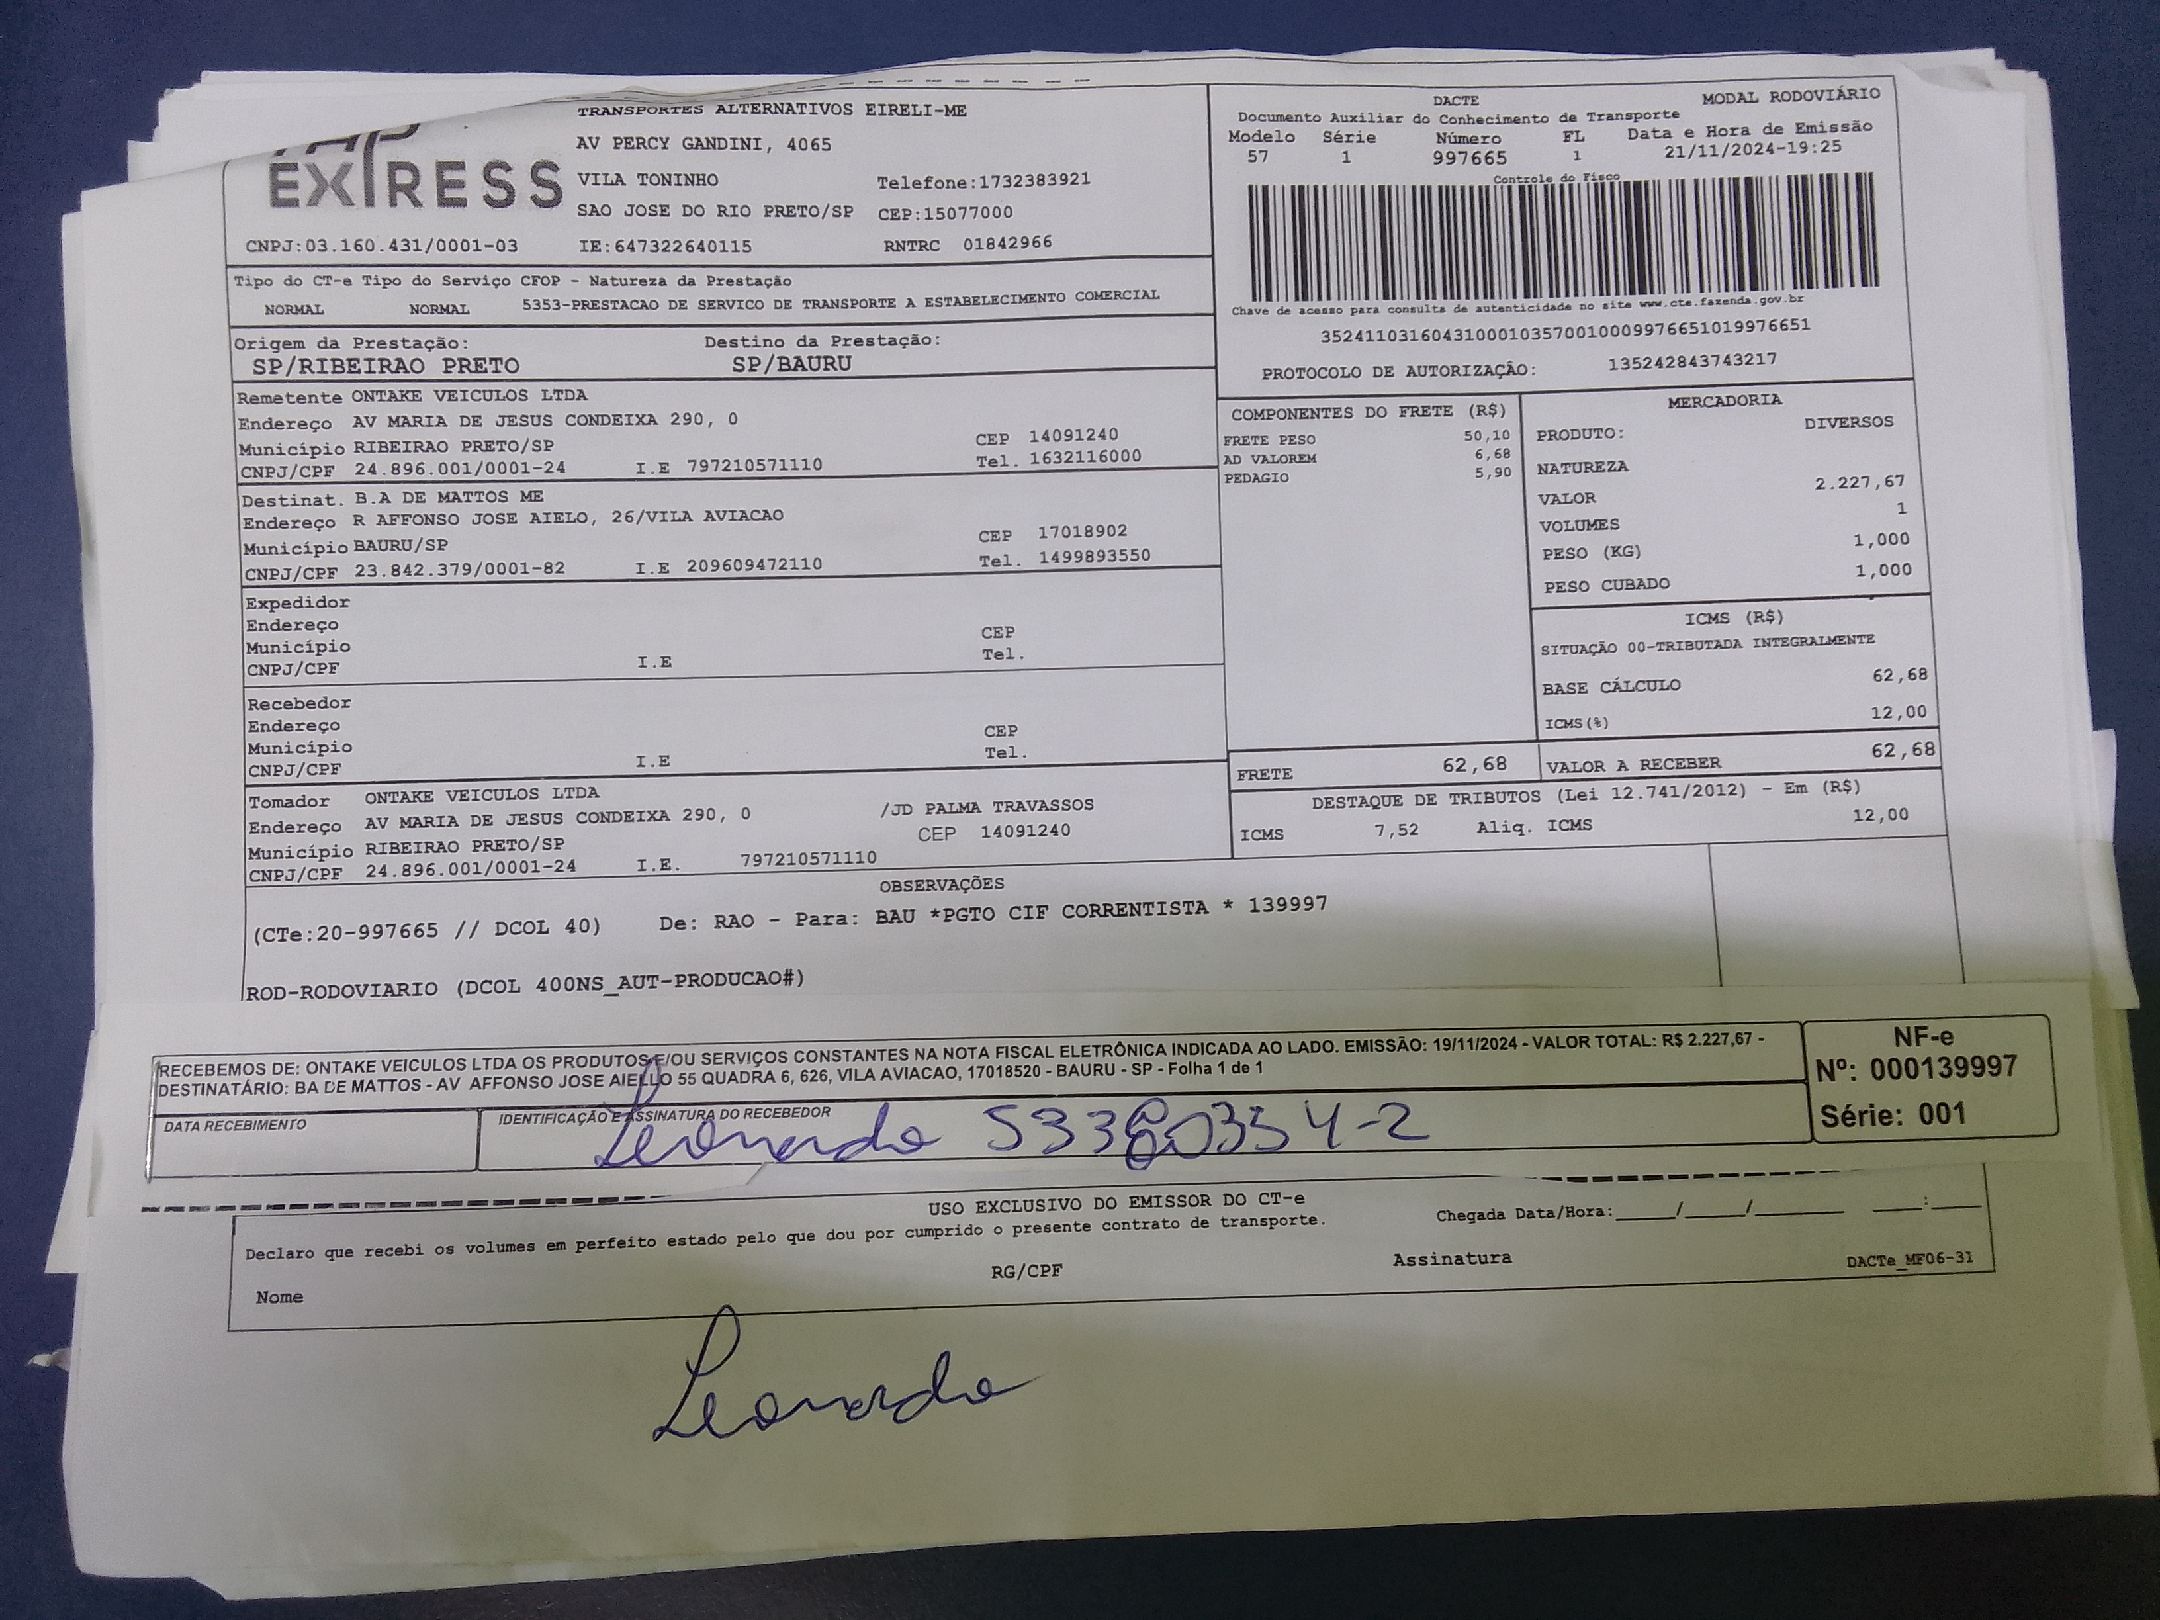 EXPRESS
TRANSPORTES ALTERNATIVOS EIRELI-ME
AV PERCY GANDINI, 4065
VILA TONINHO Telefone:1732383921
SAO JOSE DO RIO PRETO/SP CEP:15077000
CNPJ:03.160.431/0001-03 IE:647322640115 RNTRC 01842966
DACTE MODAL RODOVIÁRIO
Documento Auxiliar do Conhecimento de Transporte
Modelo Série Número FL Data e Hora de Emissão
57 1 997665 1 21/11/2024-19:25
Controle do Fisco
Chave de acesso para consulta de autenticidade no site www.cte.fazenda.gov.br
35241103160431000103570010009976651019976651
PROTOCOLO DE AUTORIZAÇÃO: 135242843743217
Tipo do CT-e Tipo do Serviço CFOP - Natureza da Prestação
NORMAL NORMAL 5353-PRESTACAO DE SERVICO DE TRANSPORTE A ESTABELECIMENTO COMERCIAL
Origem da Prestação: Destino da Prestação:
SP/RIBEIRAO PRETO SP/BAURU
Remetente ONTAKE VEICULOS LTDA
Endereço AV MARIA DE JESUS CONDEIXA 290, 0
Município RIBEIRAO PRETO/SP CEP 14091240
CNPJ/CPF 24.896.001/0001-24 I.E 797210571110 Tel. 1632116000
Destinat. B.A DE MATTOS ME
Endereço R AFFONSO JOSE AIELO, 26/VILA AVIACAO
Município BAURU/SP CEP 17018902
CNPJ/CPF 23.842.379/0001-82 I.E 209609472110 Tel. 1499893550
Expedidor
Endereço
Município CEP
CNPJ/CPF I.E Tel.
Recebedor
Endereço
Município CEP
CNPJ/CPF I.E Tel.
Tomador ONTAKE VEICULOS LTDA
Endereço AV MARIA DE JESUS CONDEIXA 290, 0 /JD PALMA TRAVASSOS
Município RIBEIRAO PRETO/SP CEP 14091240
CNPJ/CPF 24.896.001/0001-24 I.E. 797210571110
COMPONENTES DO FRETE (R$)
FRETE PESO 50,10
AD VALOREM 6,68
PEDAGIO 5,90
MERCADORIA
PRODUTO: DIVERSOS
NATUREZA
VALOR 2.227,67
VOLUMES 1
PESO (KG) 1,000
PESO CUBADO 1,000
ICMS (R$)
SITUAÇÃO 00-TRIBUTADA INTEGRALMENTE
BASE CÁLCULO 62,68
ICMS(%) 12,00
FRETE 62,68 VALOR A RECEBER 62,68
DESTAQUE DE TRIBUTOS (Lei 12.741/2012) - Em (R$)
ICMS 7,52 Aliq. ICMS 12,00
OBSERVAÇÕES
(CTe:20-997665 // DCOL 40) De: RAO - Para: BAU *PGTO CIF CORRENTISTA * 139997
ROD-RODOVIARIO (DCOL 400NS_AUT-PRODUCAO#)
RECEBEMOS DE: ONTAKE VEICULOS LTDA OS PRODUTOS E/OU SERVIÇOS CONSTANTES NA NOTA FISCAL ELETRÔNICA INDICADA AO LADO. EMISSÃO: 19/11/2024 - VALOR TOTAL: R$ 2.227,67 -
DESTINATÁRIO: BA DE MATTOS - AV AFFONSO JOSE AIELLO 55 QUADRA 6, 626, VILA AVIACAO, 17018520 - BAURU - SP - Folha 1 de 1
NF-e
Nº: 000139997
Série: 001
DATA RECEBIMENTO IDENTIFICAÇÃO E ASSINATURA DO RECEBEDOR
Leonardo
USO EXCLUSIVO DO EMISSOR DO CT-e
Declaro que recebi os volumes em perfeito estado pelo que dou por cumprido o presente contrato de transporte. Chegada Data/Hora:____/____/______ ___:___
Nome RG/CPF Assinatura DACTe_MF06-31
Leonardo